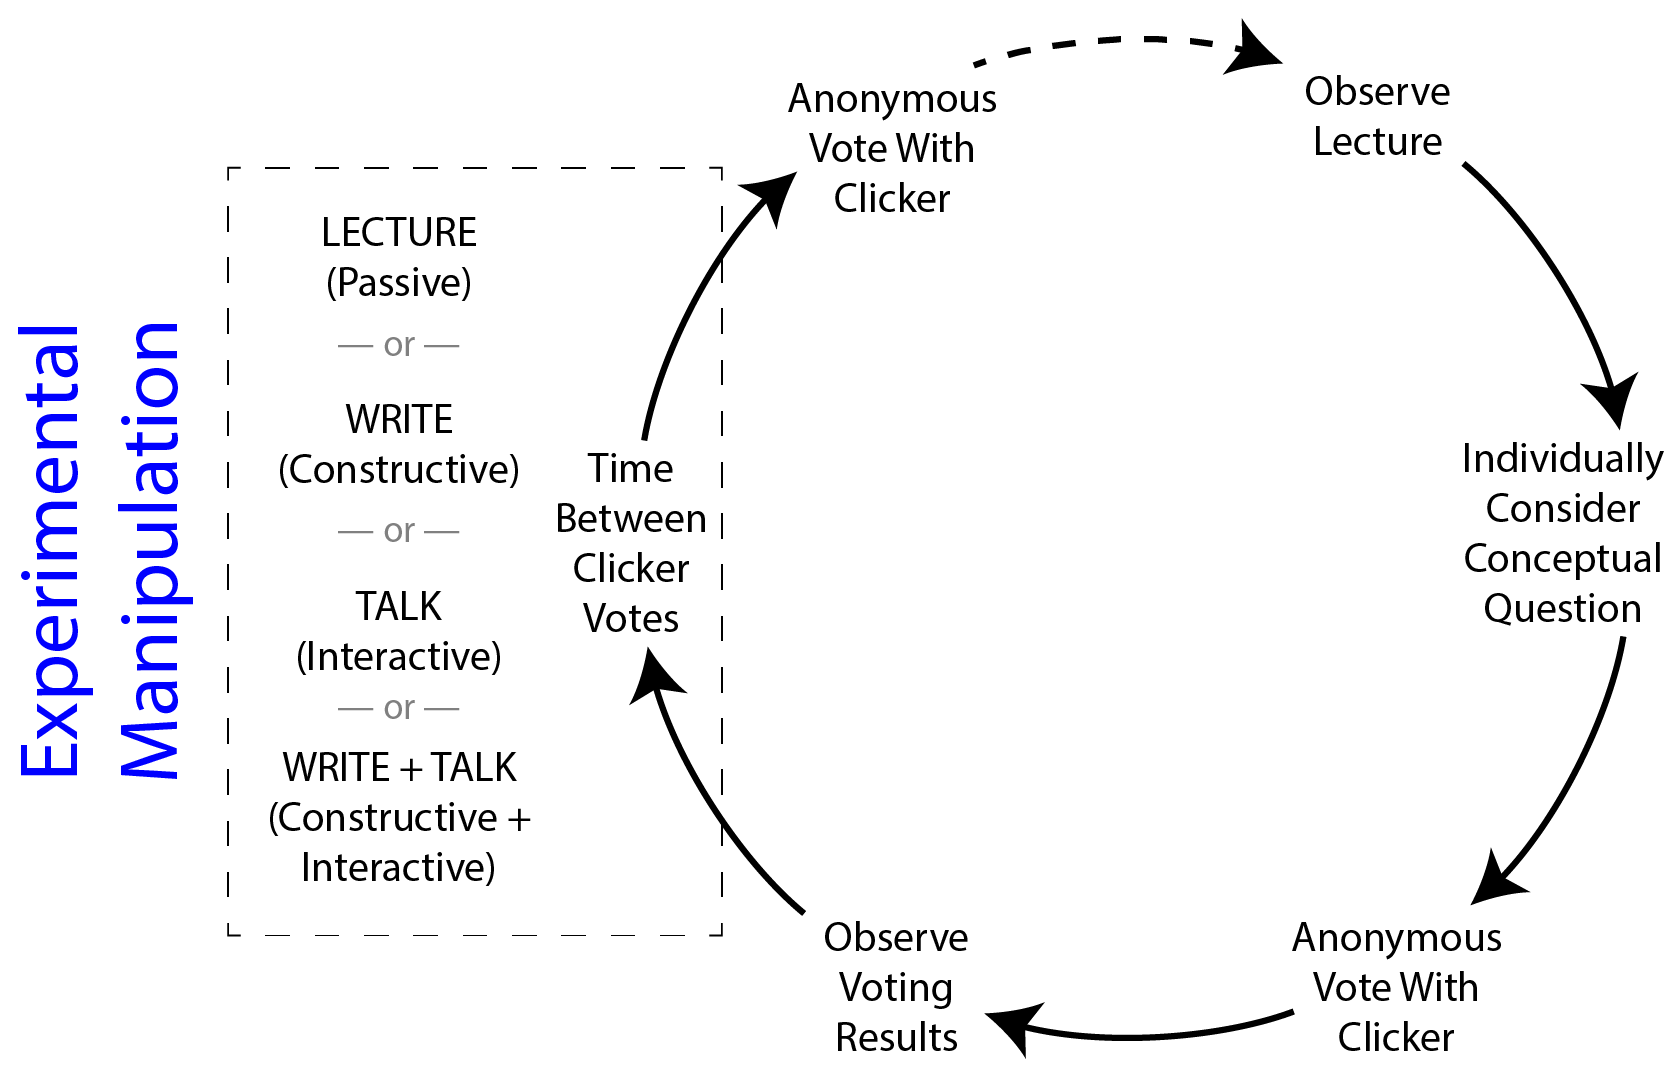 Experimental
Manipulation
LECTURE
(Passive)
— or —
WRITE
(Constructive)
— or —
TALK
(Interactive)
— or —
WRITE + TALK
(Constructive +
Interactive)
Time
Between
Clicker
Votes
Anonymous
Vote With
Clicker
Observe
Lecture
Individually
Consider
Conceptual
Question
Anonymous
Vote With
Clicker
Observe
Voting
Results